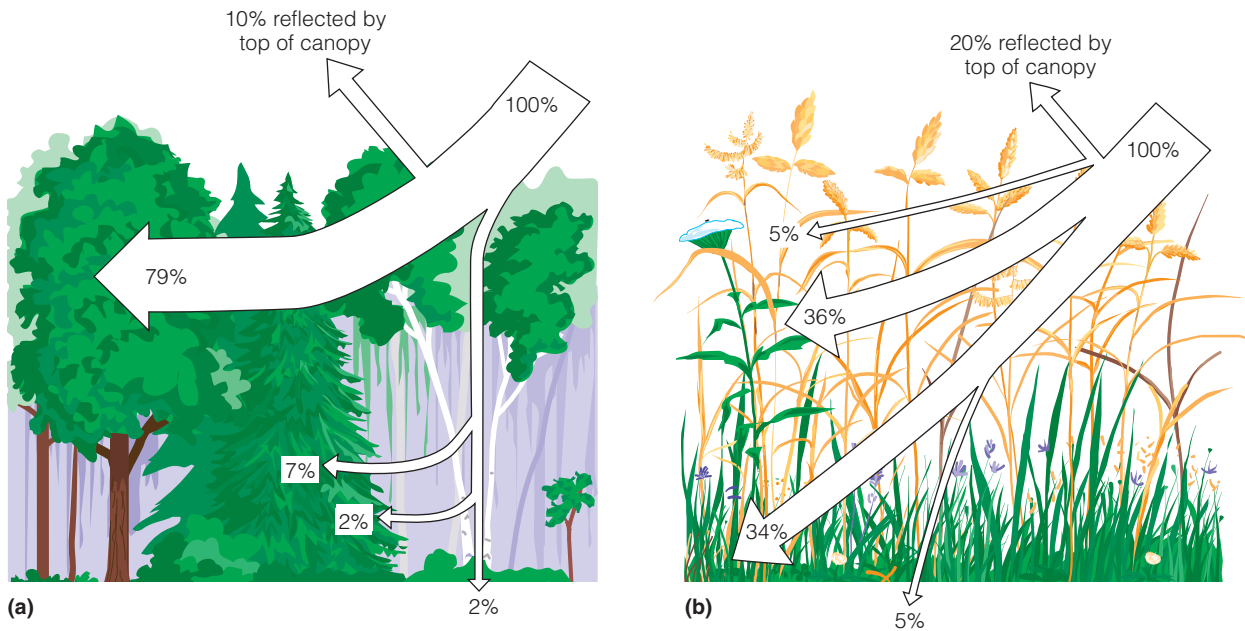 10% reflected by
top of canopy
100%
79%
7%
2%
2%
(a)
20% reflected by
top of canopy
100%
5%
36%
34%
5%
(b)